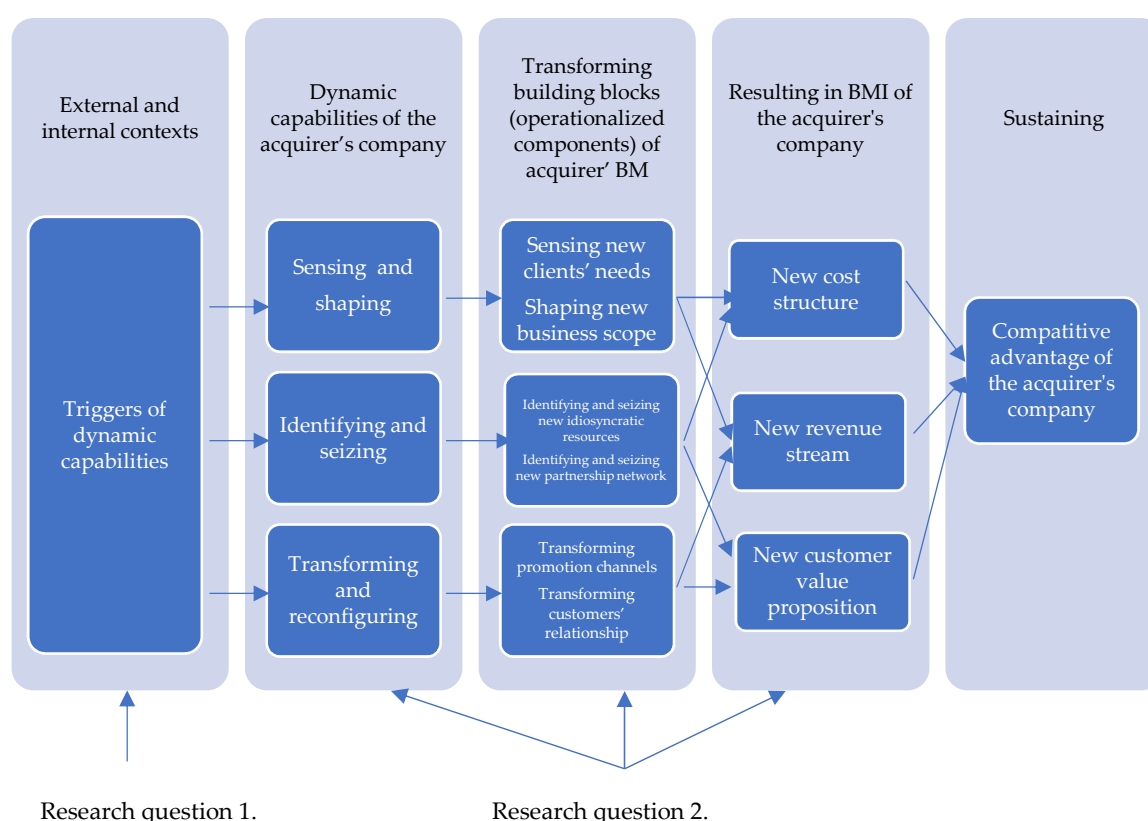 External and
internal contexts
Triggers of
dynamic
capabilities
Dynamic
capabilities of the
acquirer’s company
Sensing and
shaping
Identifying and
seizing
Transforming
and
reconfiguring
Transforming
building blocks
(operationalized
components) of
acquirer’ BM
Sensing new
clients’ needs
Shaping new
business scope
Identifying and seizing
new idiosyncratic
resources
Identifying and seizing
new partnership network
Transforming
promotion channels
Transforming
customers’
relationship
Resulting in BMI of
the acquirer's
company
New cost
structure
New revenue
stream
New customer
value
proposition
Sustaining
Compatitive
advantage of
the acquirer's
company
Research question 1.
Research question 2.